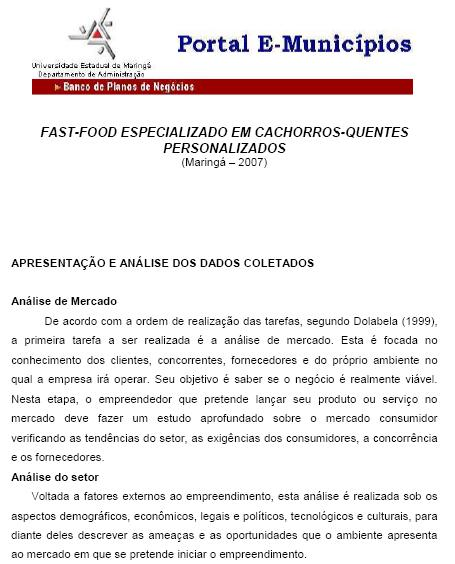 Portal E-Municípios
Universidade Estadual de Maringá
Departamento de Administração
Banco de Planos de Negócios
FAST-FOOD ESPECIALIZADO EM CACHORROS-QUENTES
PERSONALIZADOS
(Maringá – 2007)
APRESENTAÇÃO E ANÁLISE DOS DADOS COLETADOS
Análise de Mercado
De acordo com a ordem de realização das tarefas, segundo Dolabela (1999),
a primeira tarefa a ser realizada é a análise de mercado. Esta é focada no
conhecimento dos clientes, concorrentes, fornecedores e do próprio ambiente no
qual a empresa irá operar. Seu objetivo é saber se o negócio é realmente viável.
Nesta etapa, o empreendedor que pretende lançar seu produto ou serviço no
mercado deve fazer um estudo aprofundado sobre o mercado consumidor
verificando as tendências do setor, as exigências dos consumidores, a concorrência
e os fornecedores.
Análise do setor
Voltada a fatores externos ao empreendimento, esta análise é realizada sob os
aspectos demográficos, econômicos, legais e políticos, tecnológicos e culturais, para
diante deles descrever as ameaças e as oportunidades que o ambiente apresenta
ao mercado em que se pretende iniciar o empreendimento.